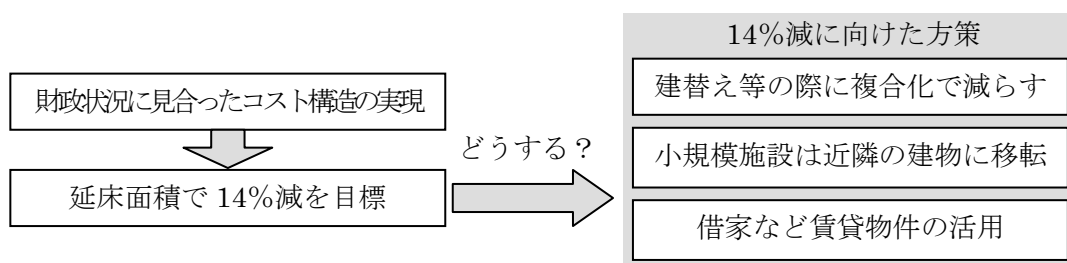 財政状況に見合ったコスト構造の実現
延床面積で 14%減を目標
どうする？
14%減に向けた方策
建替え等の際に複合化で減らす
小規模施設は近隣の建物に移転
借家など賃貸物件の活用